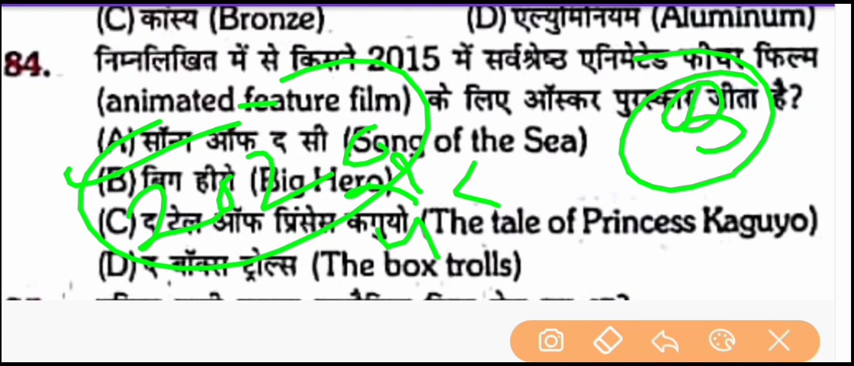 (C) कांस्य (Bronze) (D) एल्युमिनियम (Aluminum)
84. निम्नलिखित में से किसने 2015 में सर्वश्रेष्ठ एनिमेटेड फीचर फिल्म
(animated feature film) के लिए ऑस्कर पुरस्कार जीता है?
(A) सॉन्ग ऑफ द सी (Song of the Sea)
(B) बिग हीरो (Big Hero)
(C) द टेल ऑफ प्रिंसेस कगुयो (The tale of Princess Kaguyo)
(D) द बॉक्स ट्रोल्स (The box trolls)